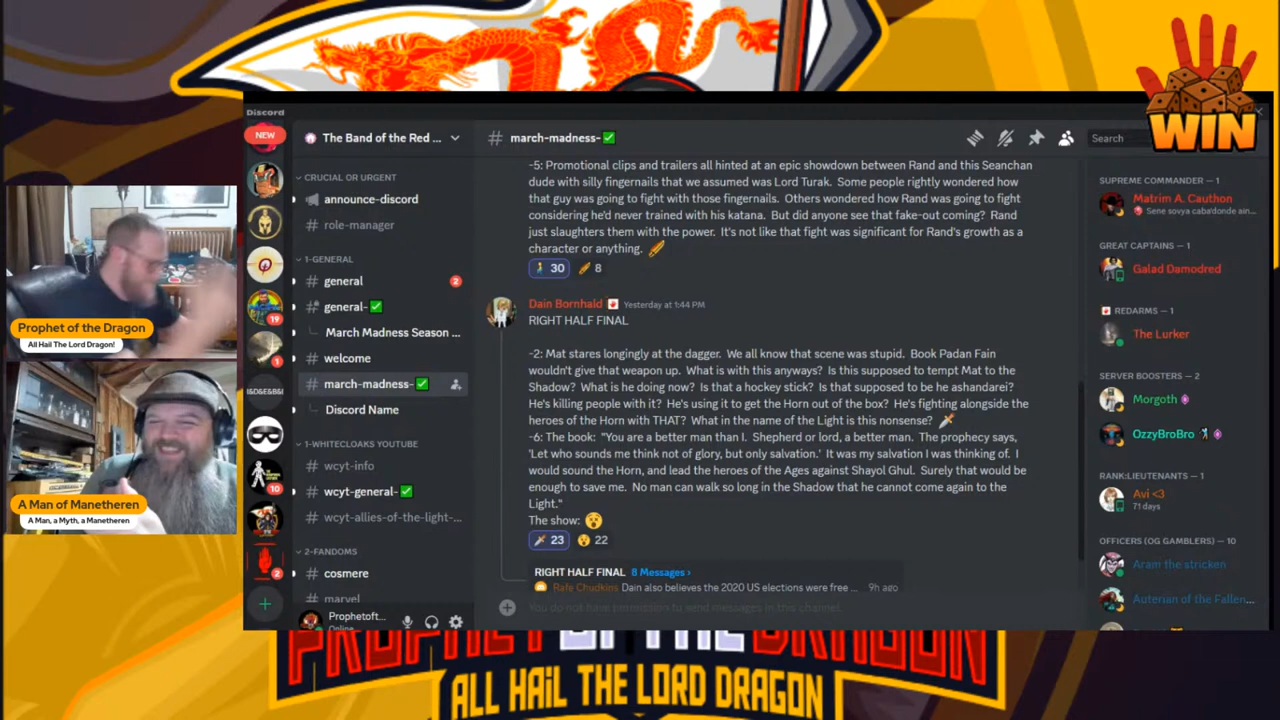 WIN
Discord
NEW
The Band of the Red ...
# march-madness-✅
Search
CRUCIAL OR URGENT
announce-discord
role-manager
1-GENERAL
general
2
general-✅
March Madness Season ...
welcome
march-madness-✅
Discord Name
1-WHITECLOAKS YOUTUBE
wcyt-info
wcyt-general-✅
wcyt-allies-of-the-light-...
2-FANDOMS
cosmere
marvel
19
1
I&D&E&B&I
10
2
Prophetoft...
Online
-5: Promotional clips and trailers all hinted at an epic showdown between Rand and this Seanchan
dude with silly fingernails that we assumed was Lord Turak. Some people rightly wondered how
that guy was going to fight with those fingernails. Others wondered how Rand was going to fight
considering he'd never trained with his katana. But did anyone see that fake-out coming? Rand
just slaughters them with the power. It's not like that fight was significant for Rand's growth as a
character or anything.
30
8
Dain Bornhald Yesterday at 1:44 PM
RIGHT HALF FINAL
-2: Mat stares longingly at the dagger. We all know that scene was stupid. Book Padan Fain
wouldn't give that weapon up. What is with this anyways? Is this supposed to tempt Mat to the
Shadow? What is he doing now? Is that a hockey stick? Is that supposed to be he ashandarei?
He's killing people with it? He's using it to get the Horn out of the box? He's fighting alongside the
heroes of the Horn with THAT? What in the name of the Light is this nonsense?
-6: The book: "You are a better man than I. Shepherd or lord, a better man. The prophecy says,
'Let who sounds me think not of glory, but only salvation.' It was my salvation I was thinking of. I
would sound the Horn, and lead the heroes of the Ages against Shayol Ghul. Surely that would be
enough to save me. No man can walk so long in the Shadow that he cannot come again to the
Light."
The show: 😯
23
😯 22
RIGHT HALF FINAL 8 Messages ›
Rafe Chudkins Dain also believes the 2020 US elections were free ... 9h ago
You do not have permission to send messages in this channel.
SUPREME COMMANDER — 1
Matrim A. Cauthon
Sene sovya caba'donde ain...
GREAT CAPTAINS — 1
Galad Damodred
REDARMS — 1
The Lurker
SERVER BOOSTERS — 2
Morgoth
OzzyBroBro
RANK:LIEUTENANTS — 1
Avi <3
71 days
OFFICERS (OG GAMBLERS) — 10
Aram the stricken
Auterian of the Fallen...
Prophet of the Dragon
All Hail The Lord Dragon!
A Man of Manetheren
A Man, a Myth, a Manetheren
PROPHET OF THE DRAGON
ALL HAIL THE LORD DRAGON